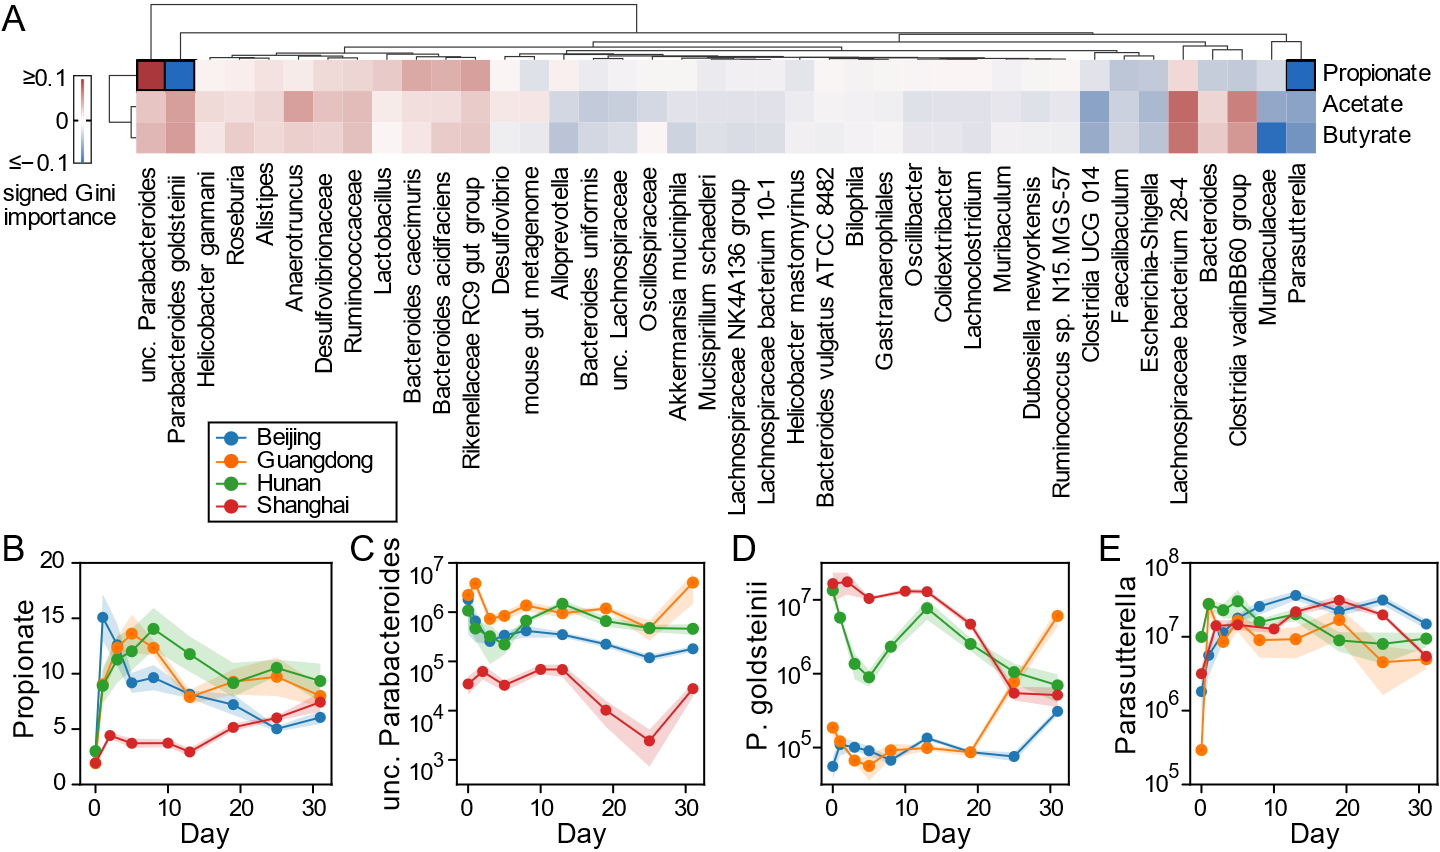 A
≥0.1
0
≤−0.1
signed Gini
importance
Propionate
Acetate
Butyrate
unc. Parabacteroides
Parabacteroides goldsteinii
Helicobacter ganmani
Roseburia
Alistipes
Anaerotruncus
Desulfovibrionaceae
Ruminococcaceae
Lactobacillus
Bacteroides caecimuris
Bacteroides acidifaciens
Rikenellaceae RC9 gut group
Desulfovibrio
mouse gut metagenome
Alloprevotella
Bacteroides uniformis
unc. Lachnospiraceae
Oscillospiraceae
Akkermansia muciniphila
Mucispirillum schaedleri
Lachnospiraceae NK4A136 group
Lachnospiraceae bacterium 10-1
Helicobacter mastomyrinus
Bacteroides vulgatus ATCC 8482
Bilophila
Gastranaerophilales
Oscillibacter
Colidextribacter
Lachnoclostridium
Muribaculum
Dubosiella newyorkensis
Ruminococcus sp. N15.MGS-57
Clostridia UCG 014
Faecalibaculum
Escherichia-Shigella
Lachnospiraceae bacterium 28-4
Bacteroides
Clostridia vadinBB60 group
Muribaculaceae
Parasutterella
Beijing
Guangdong
Hunan
Shanghai
B
Propionate
20
15
10
5
0
0 10 20 30
Day
C
unc. Parabacteroides
10⁷
10⁶
10⁵
10⁴
10³
0 10 20 30
Day
D
P. goldsteinii
10⁷
10⁶
10⁵
0 10 20 30
Day
E
Parasutterella
10⁸
10⁷
10⁶
10⁵
0 10 20 30
Day